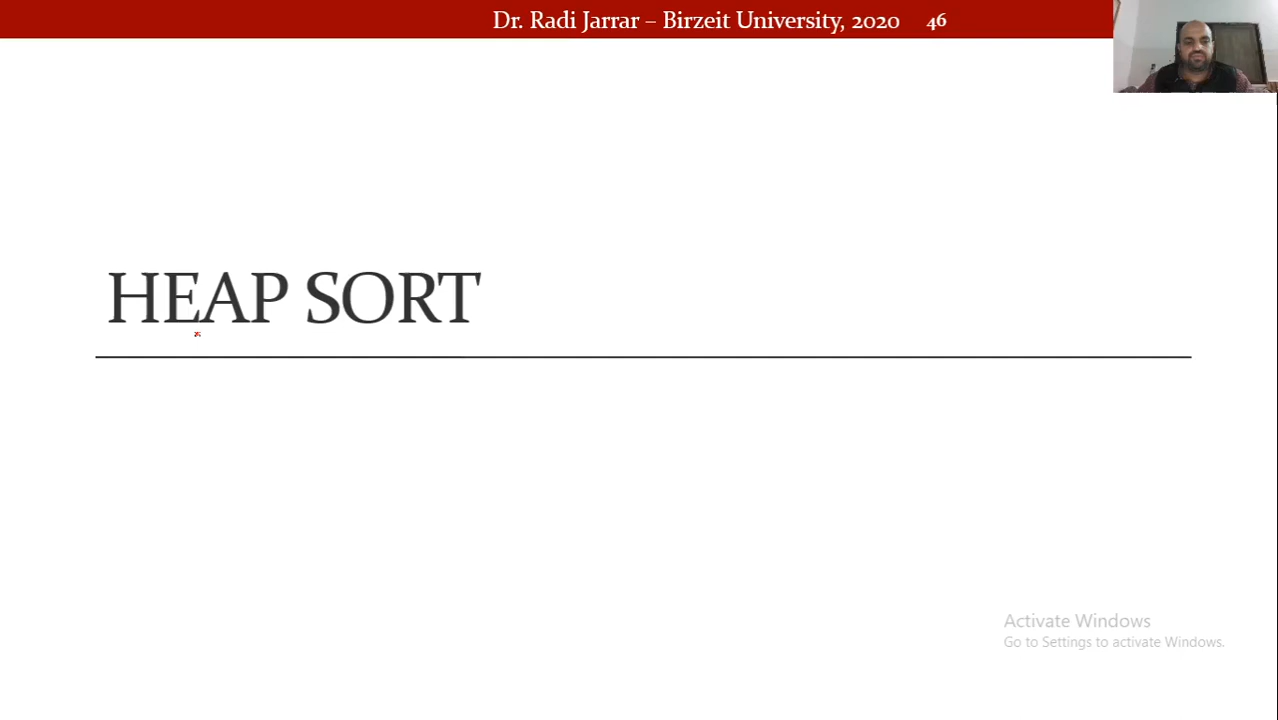 Dr. Radi Jarrar – Birzeit University, 2020 46
HEAP SORT
Activate Windows
Go to Settings to activate Windows.